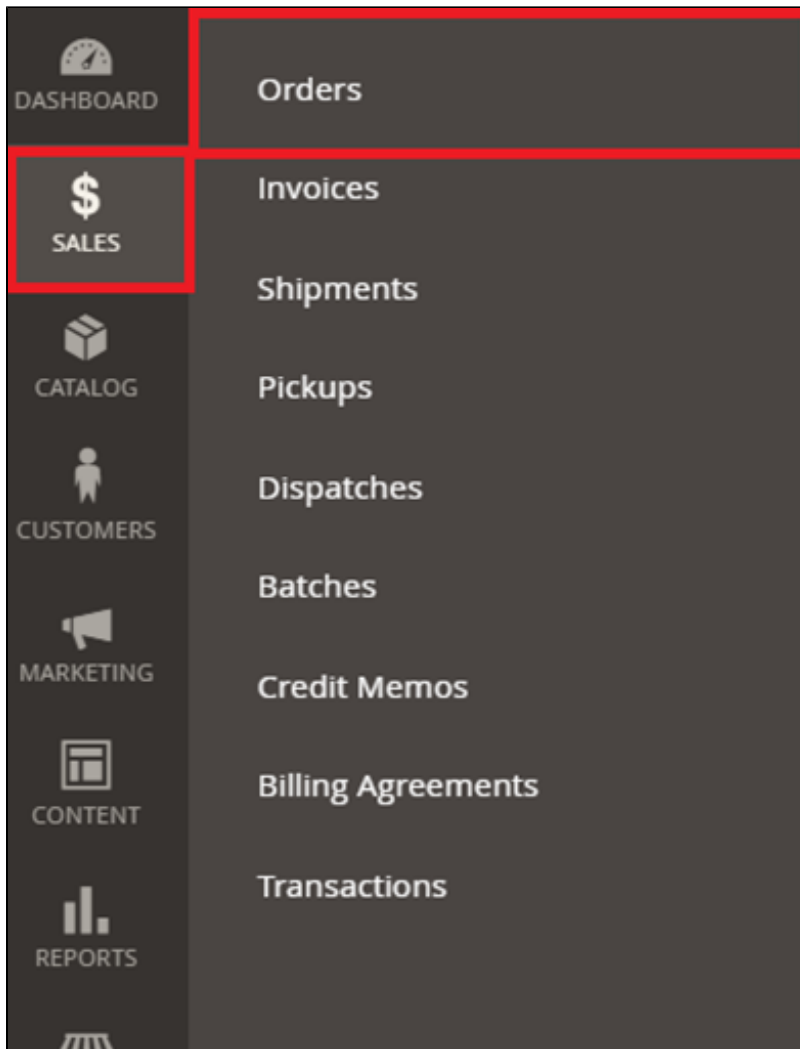 DASHBOARD
SALES
CATALOG
CUSTOMERS
MARKETING
CONTENT
REPORTS
Orders
Invoices
Shipments
Pickups
Dispatches
Batches
Credit Memos
Billing Agreements
Transactions